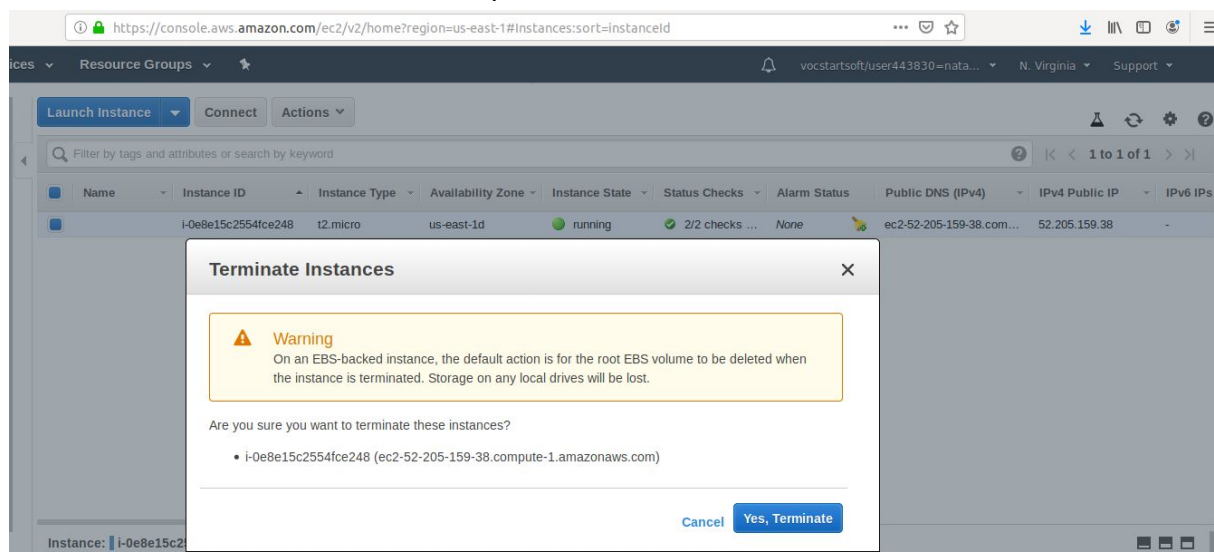 https://console.aws.amazon.com/ec2/v2/home?region=us-east-1#Instances:sort=instanceId
ices Resource Groups vocstartsoft/user443830=nata... N. Virginia Support
Launch Instance Connect Actions
Filter by tags and attributes or search by keyword 1 to 1 of 1
Name Instance ID Instance Type Availability Zone Instance State Status Checks Alarm Status Public DNS (IPv4) IPv4 Public IP IPv6 IPs
i-0e8e15c2554fce248 t2.micro us-east-1d running 2/2 checks ... None ec2-52-205-159-38.com... 52.205.159.38 -
Terminate Instances
Warning
On an EBS-backed instance, the default action is for the root EBS volume to be deleted when
the instance is terminated. Storage on any local drives will be lost.
Are you sure you want to terminate these instances?
• i-0e8e15c2554fce248 (ec2-52-205-159-38.compute-1.amazonaws.com)
Cancel Yes, Terminate
Instance: i-0e8e15c2